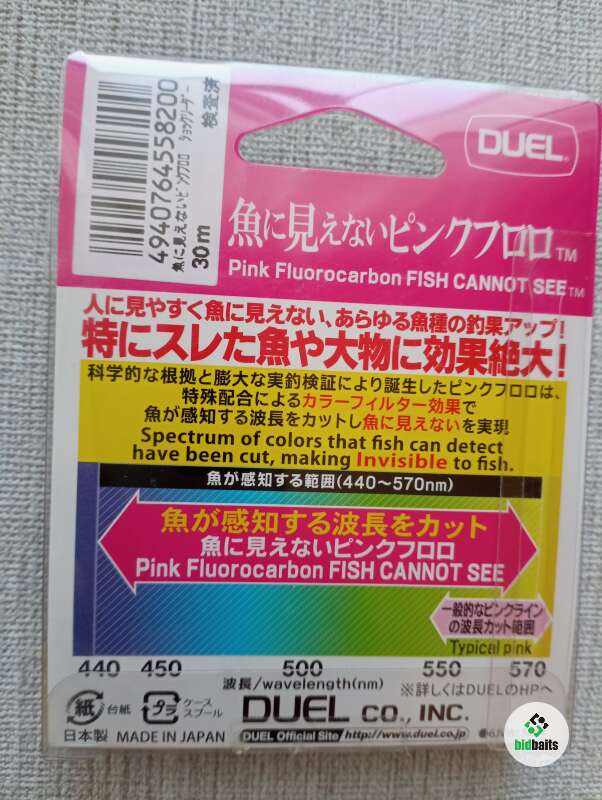 4940764558200
魚に見えないピンクフロロ ショックリーダー
30m
検査済
DUEL
魚に見えないピンクフロロ™
Pink Fluorocarbon FISH CANNOT SEE™
人に見やすく魚に見えない、あらゆる魚種の釣果アップ!
特にスレた魚や大物に効果絶大!
科学的な根拠と膨大な実釣検証により誕生したピンクフロロは、
特殊配合によるカラーフィルター効果で
魚が感知する波長をカットし魚に見えないを実現
Spectrum of colors that fish can detect
have been cut, making Invisible to fish.
魚が感知する範囲(440〜570nm)
魚が感知する波長をカット
魚に見えないピンクフロロ
Pink Fluorocarbon FISH CANNOT SEE
一般的なピンクライン
の波長カット範囲
Typical pink
440 450 500 550 570
波長/wavelength(nm)
※詳しくはDUELのHPへ
紙 台紙
プラ ケース スプール
DUEL CO., INC.
日本製 MADE IN JAPAN
DUEL Official Site http://www.duel.co.jp
bidbaits